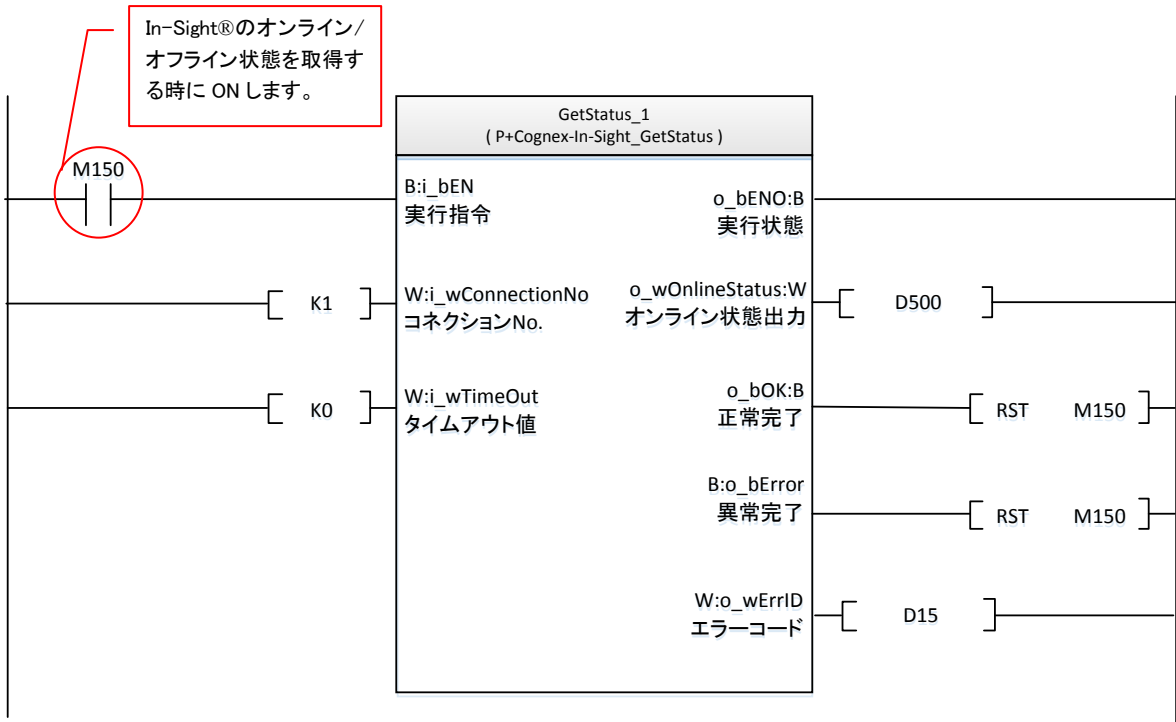 In-Sight®のオンライン/
オフライン状態を取得す
る時に ON します。
GetStatus_1
( P+Cognex-In-Sight_GetStatus )
M150
B:i_bEN
実行指令
o_bENO:B
実行状態
K1
W:i_wConnectionNo
コネクションNo.
o_wOnlineStatus:W
オンライン状態出力
D500
K0
W:i_wTimeOut
タイムアウト値
o_bOK:B
正常完了
RST M150
B:o_bError
異常完了
RST M150
W:o_wErrID
エラーコード
D15